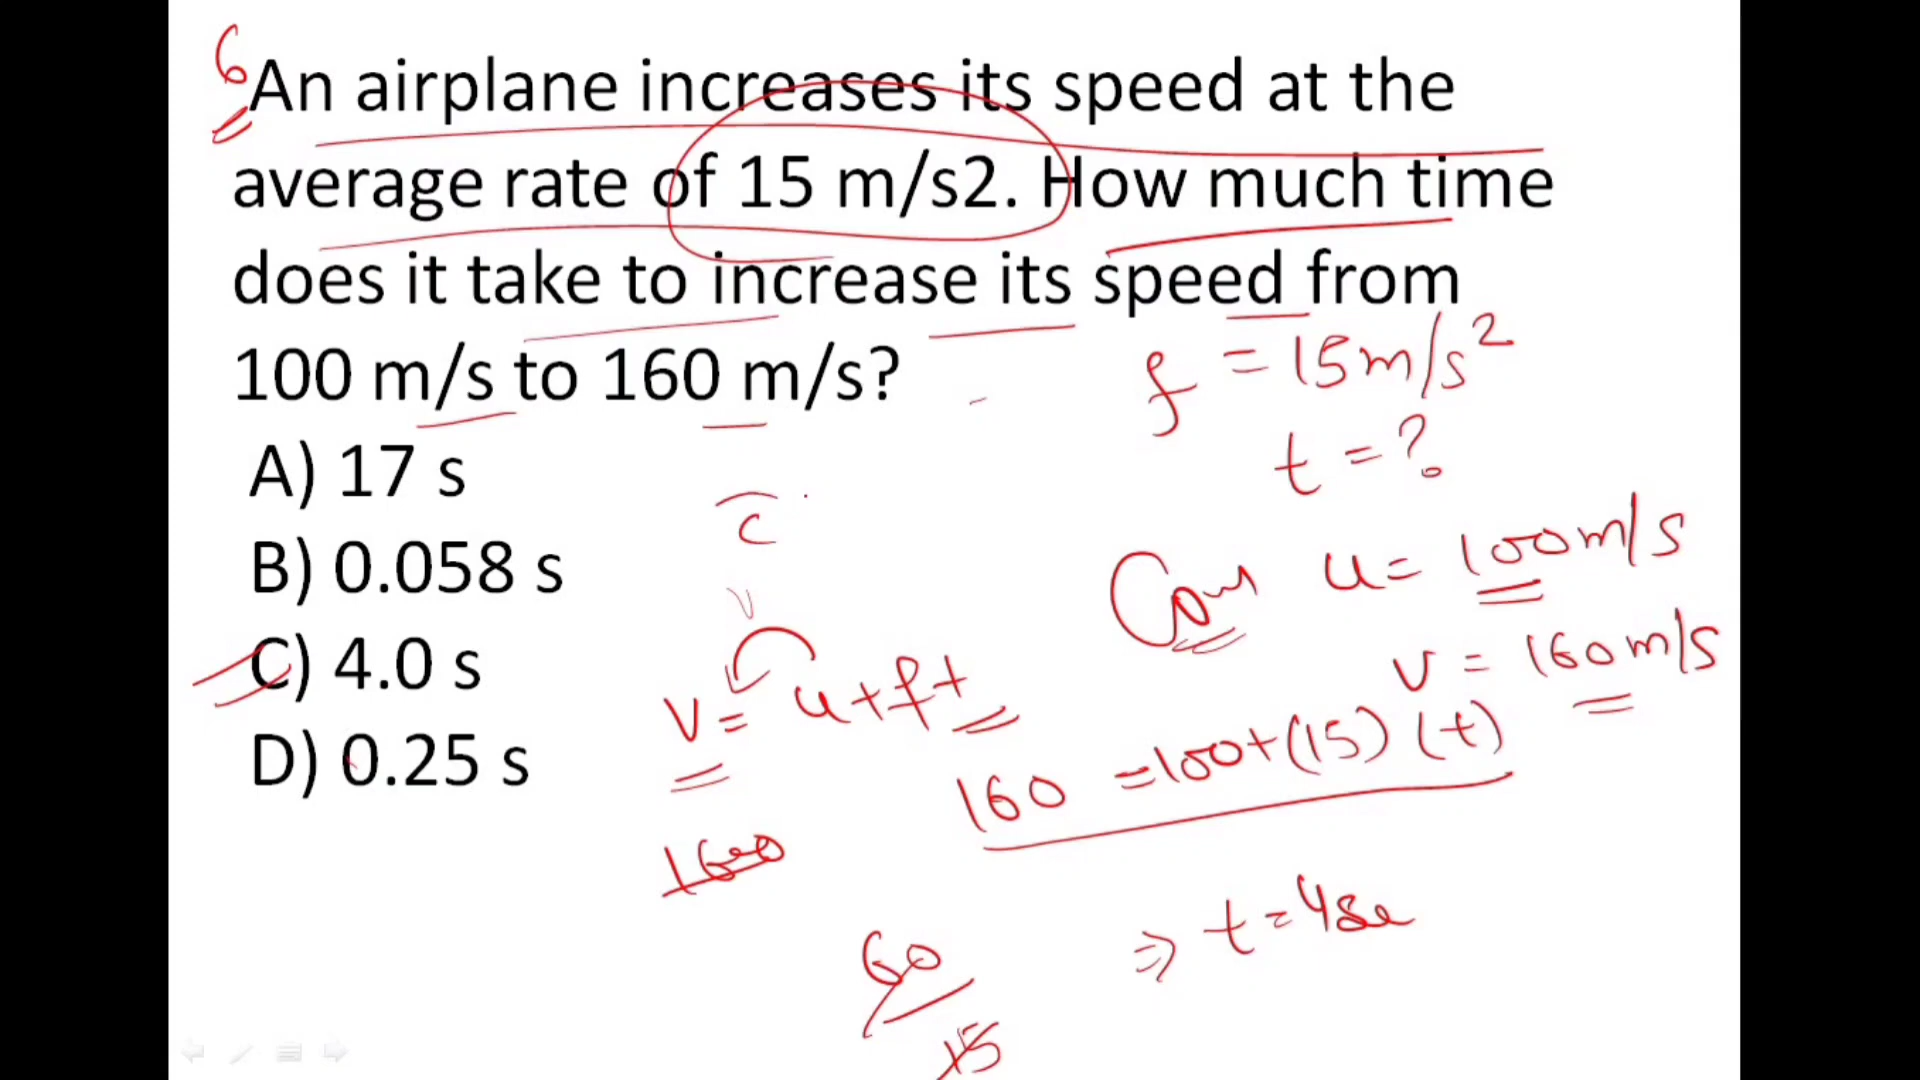 6
An airplane increases its speed at the
average rate of 15 m/s2. How much time
does it take to increase its speed from
100 m/s to 160 m/s?
f = 15m/s²
t = ?
A) 17 s
B) 0.058 s
C) 4.0 s
D) 0.25 s
u = 100m/s
v = 160m/s
v = u+ft
160 = 100+(15)(t)
60
15
⇒ t = 4se